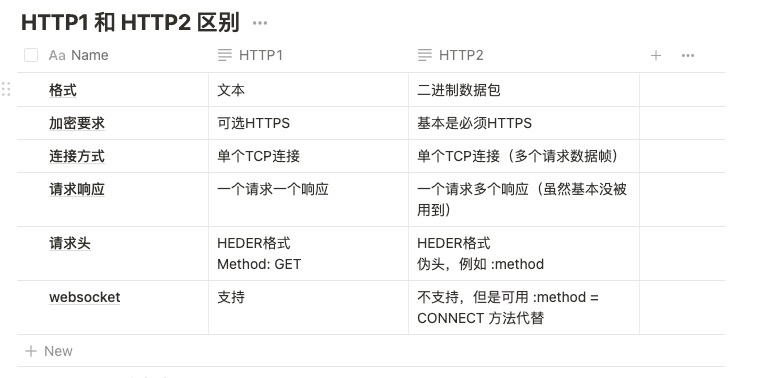 HTTP1 和 HTTP2 区别
Aa Name HTTP1 HTTP2
格式 文本 二进制数据包
加密要求 可选HTTPS 基本是必须HTTPS
连接方式 单个TCP连接 单个TCP连接（多个请求数据帧）
请求响应 一个请求一个响应 一个请求多个响应（虽然基本没被
用到）
请求头 HEDER格式 HEDER格式
Method: GET 伪头，例如 :method
websocket 支持 不支持，但是可用 :method =
CONNECT 方法代替
New